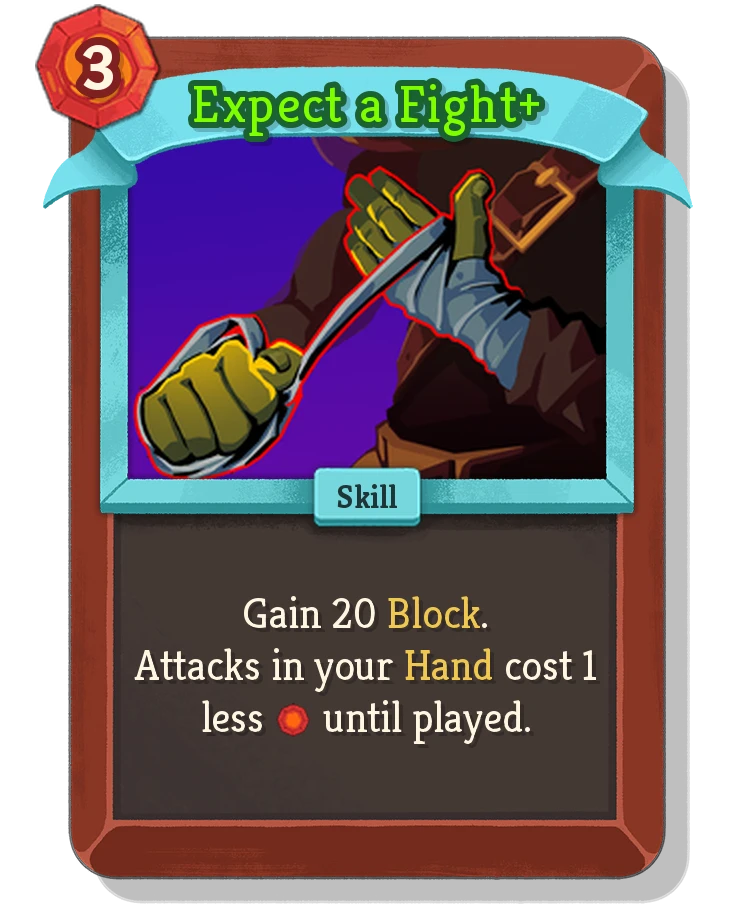 3
Expect a Fight+
Skill
Gain 20 Block.
Attacks in your Hand cost 1
less until played.